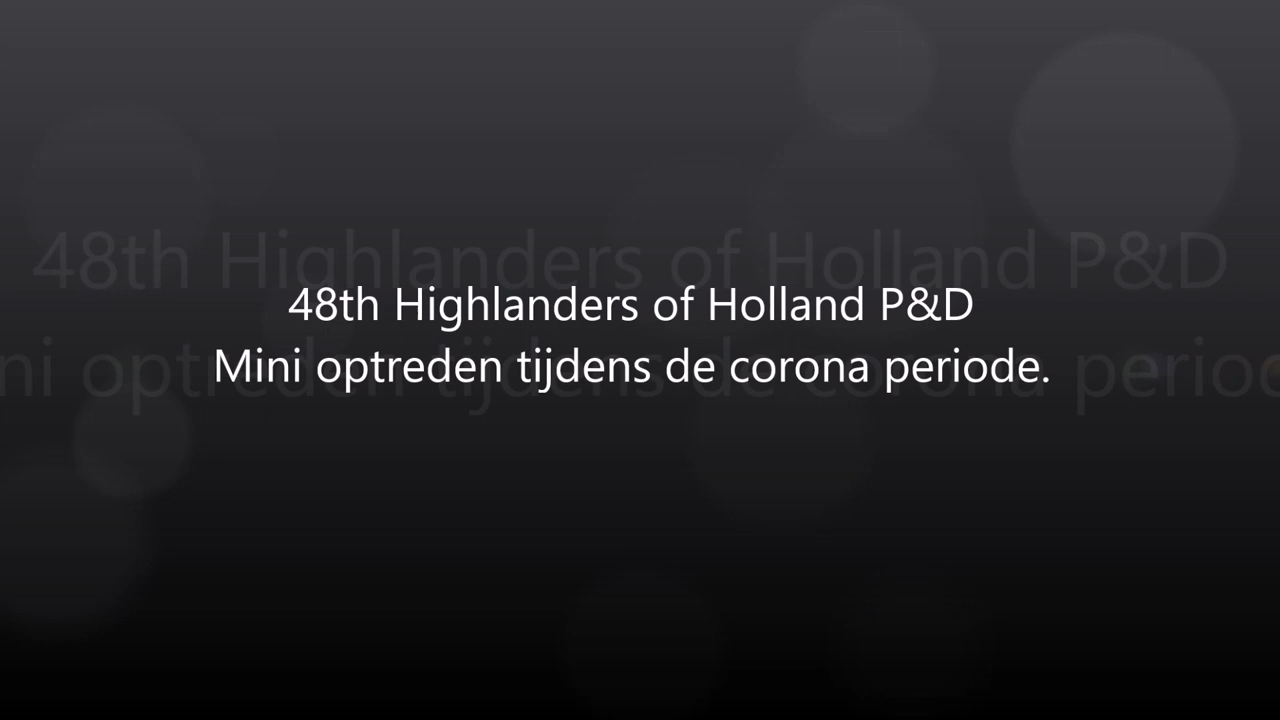 48th Highlanders of Holland P&D
Mini optreden tijdens de corona periode.